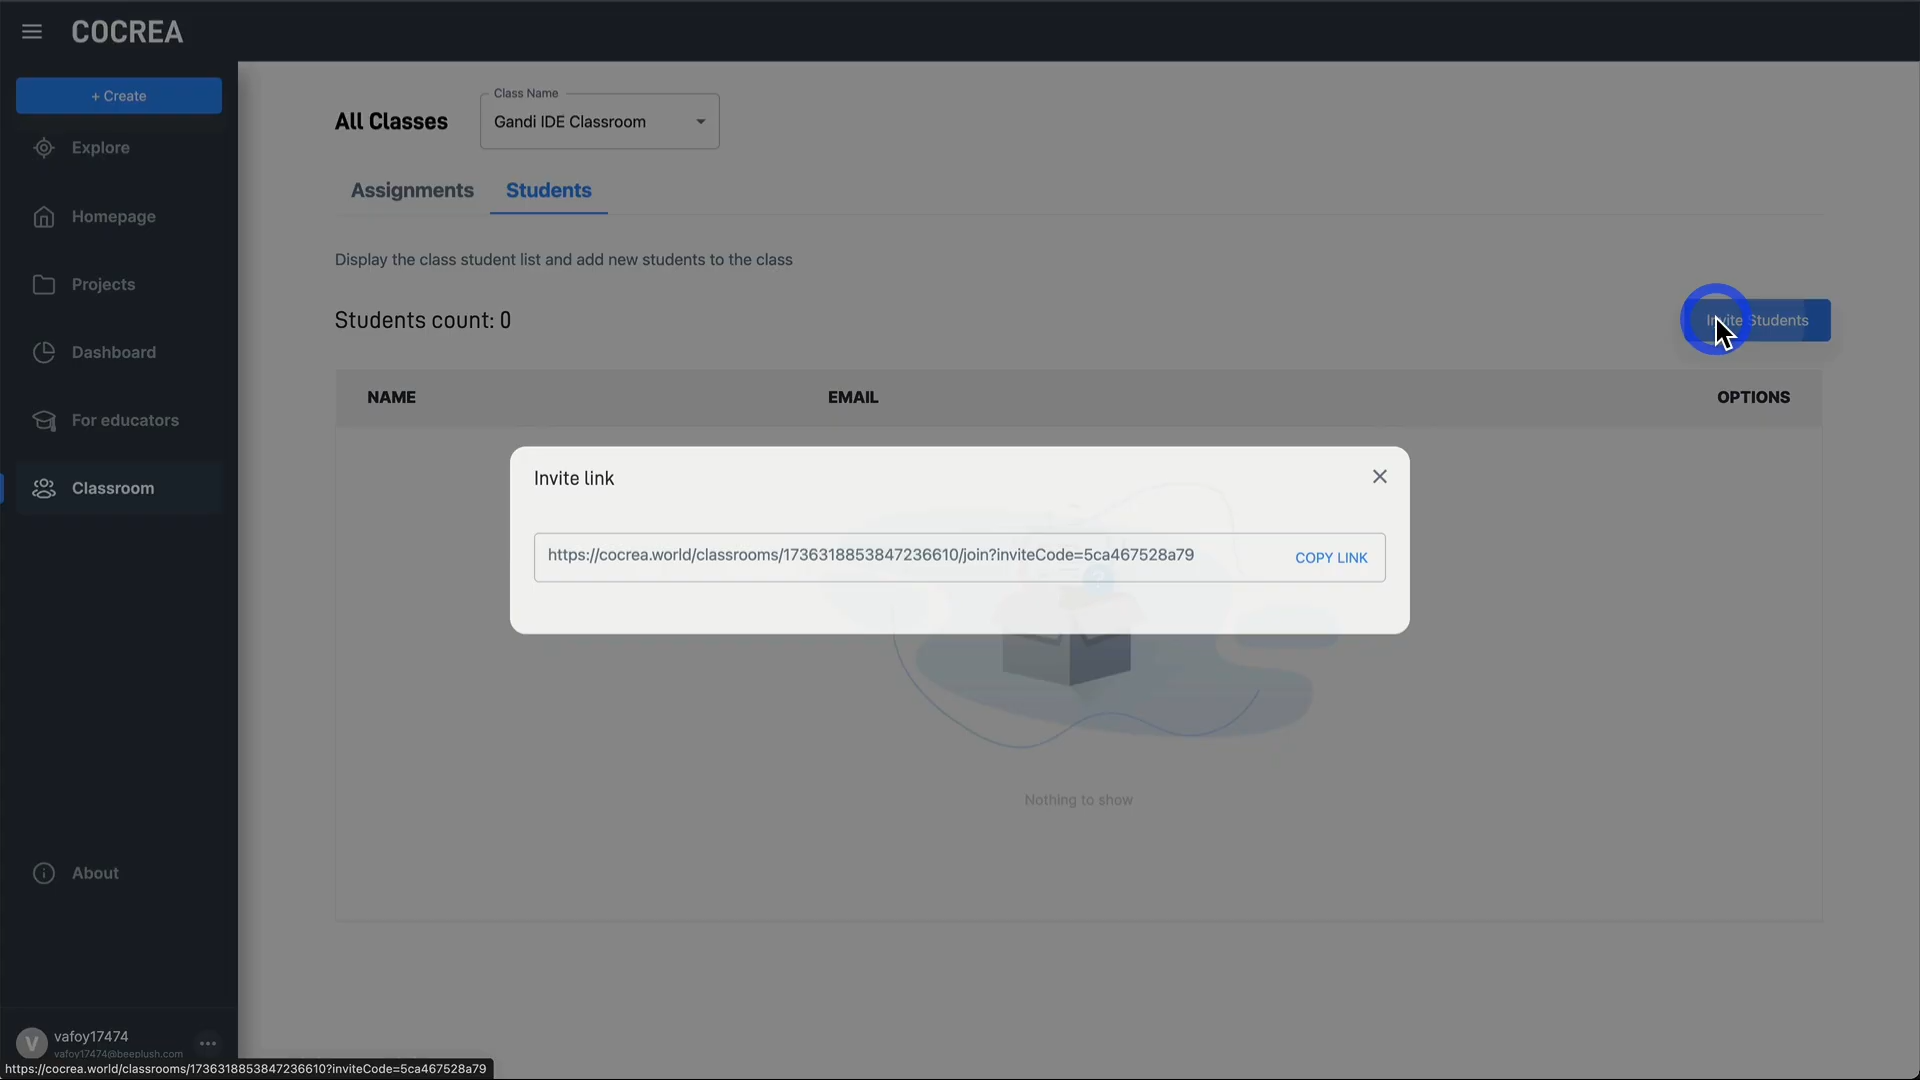 COCREA
+ Create
Explore
Homepage
Projects
Dashboard
For educators
Classroom
About
V
vafoy17474
vafoy17474@beeplush.com
All Classes
Class Name
Gandi IDE Classroom
Assignments
Students
Display the class student list and add new students to the class
Students count: 0
Invite Students
NAME
EMAIL
OPTIONS
Invite link
https://cocrea.world/classrooms/1736318853847236610/join?inviteCode=5ca467528a79
COPY LINK
?
Nothing to show
https://cocrea.world/classrooms/1736318853847236610?inviteCode=5ca467528a79